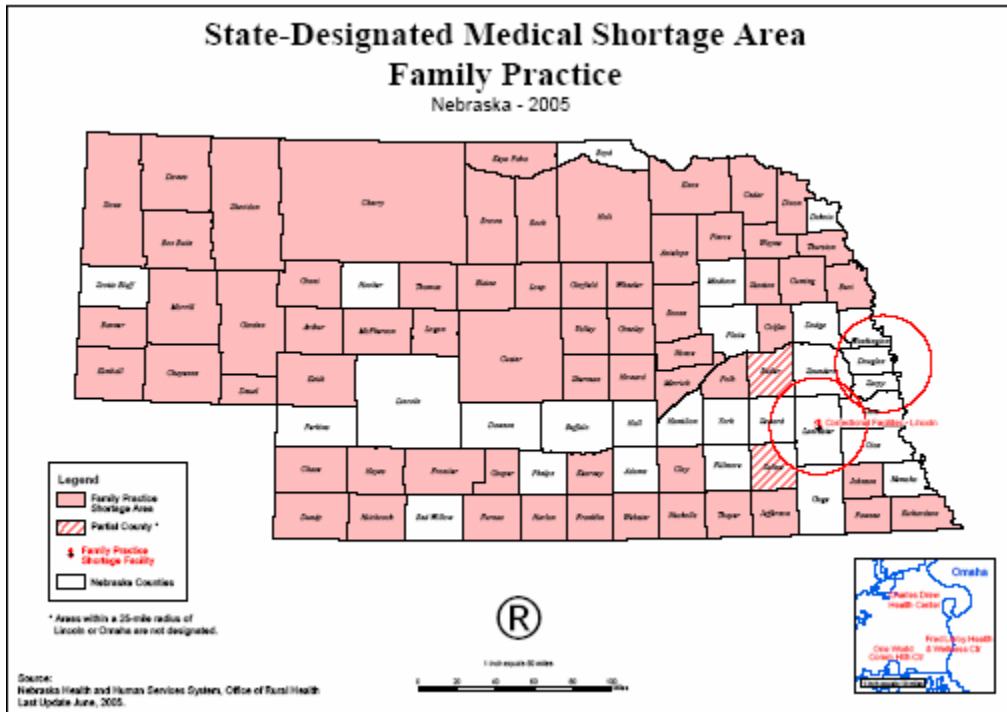 State-Designated Medical Shortage Area
Family Practice
Nebraska - 2005
Keya Paha
Boyd
Sioux
Dawes
Sheridan
Cherry
Brown
Rock
Holt
Knox
Cedar
Dixon
Dakota
Box Butte
Antelope
Pierce
Wayne
Thurston
Scotts Bluff
Morrill
Garden
Grant
Hooker
Thomas
Blaine
Loup
Garfield
Wheeler
Madison
Stanton
Cuming
Burt
Banner
Arthur
McPherson
Logan
Custer
Valley
Greeley
Boone
Platte
Colfax
Dodge
Washington
Kimball
Cheyenne
Deuel
Keith
Lincoln
Sherman
Howard
Nance
Merrick
Polk
Butler
Saunders
Douglas
Sarpy
Perkins
Dawson
Buffalo
Hall
Hamilton
York
Seward
Lancaster
Correctional Facilities - Lincoln
Otoe
Chase
Hayes
Frontier
Gosper
Phelps
Kearney
Adams
Clay
Fillmore
Saline
Gage
Johnson
Nemaha
Dundy
Hitchcock
Red Willow
Furnas
Harlan
Franklin
Webster
Nuckolls
Thayer
Jefferson
Pawnee
Richardson
Legend
Family Practice
Shortage Area
Partial County *
Family Practice
Shortage Facility
Nebraska Counties
* Areas within a 25-mile radius of
Lincoln or Omaha are not designated.
®
1 inch equals 50 miles
0 20 40 60 80 100
Miles
Omaha
Charles Drew
Health Center
Fred Leroy Health
& Wellness Ctr
One World
Comm Hlth Ctr
Source:
Nebraska Health and Human Services System, Office of Rural Health
Last Update June, 2005.